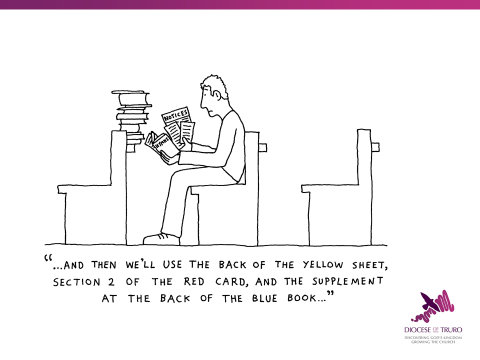 NOTICES
HYMNS
"...AND THEN WE'LL USE THE BACK OF THE YELLOW SHEET,
SECTION 2 OF THE RED CARD, AND THE SUPPLEMENT
AT THE BACK OF THE BLUE BOOK..."
DIOCESE OF TRURO
DISCOVERING GOD'S KINGDOM
GROWING THE CHURCH